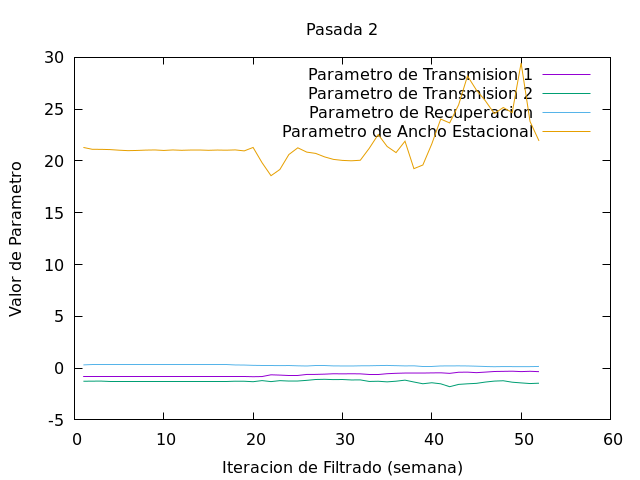 Pasada 2
Parametro de Transmision 1
Parametro de Transmision 2
Parametro de Recuperacion
Parametro de Ancho Estacional
30
25
20
15
10
5
0
-5
Valor de Parametro
0 10 20 30 40 50 60
Iteracion de Filtrado (semana)